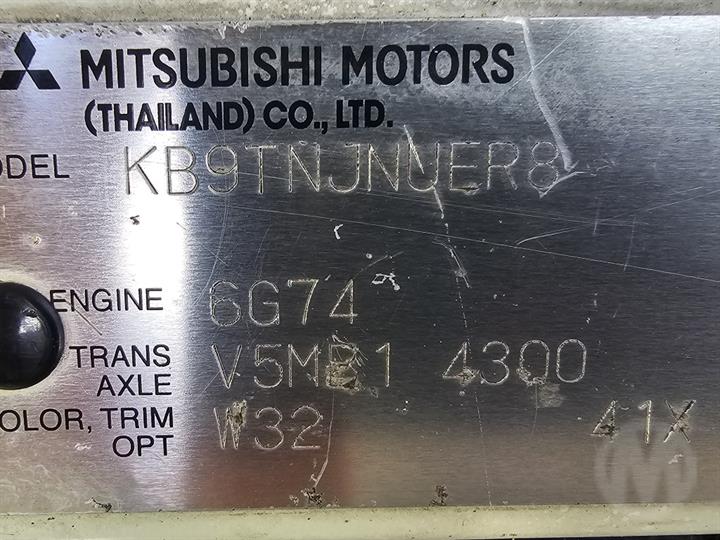 MITSUBISHI MOTORS
(THAILAND) CO., LTD.
ODEL KB9TNJNUER8
ENGINE 6G74
TRANS AXLE V5MB1 4300
OLOR, TRIM OPT W32 41X
M